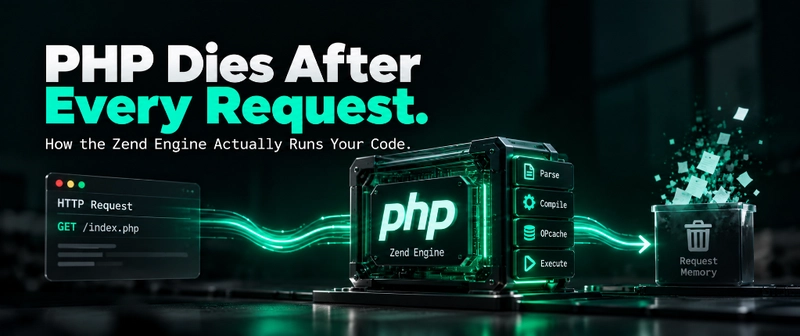 PHP Dies After
Every Request.
How the Zend Engine Actually Runs Your Code.
HTTP Request
GET /index.php
php
Zend Engine
Parse
Compile
OPcache
Execute
Request
Memory